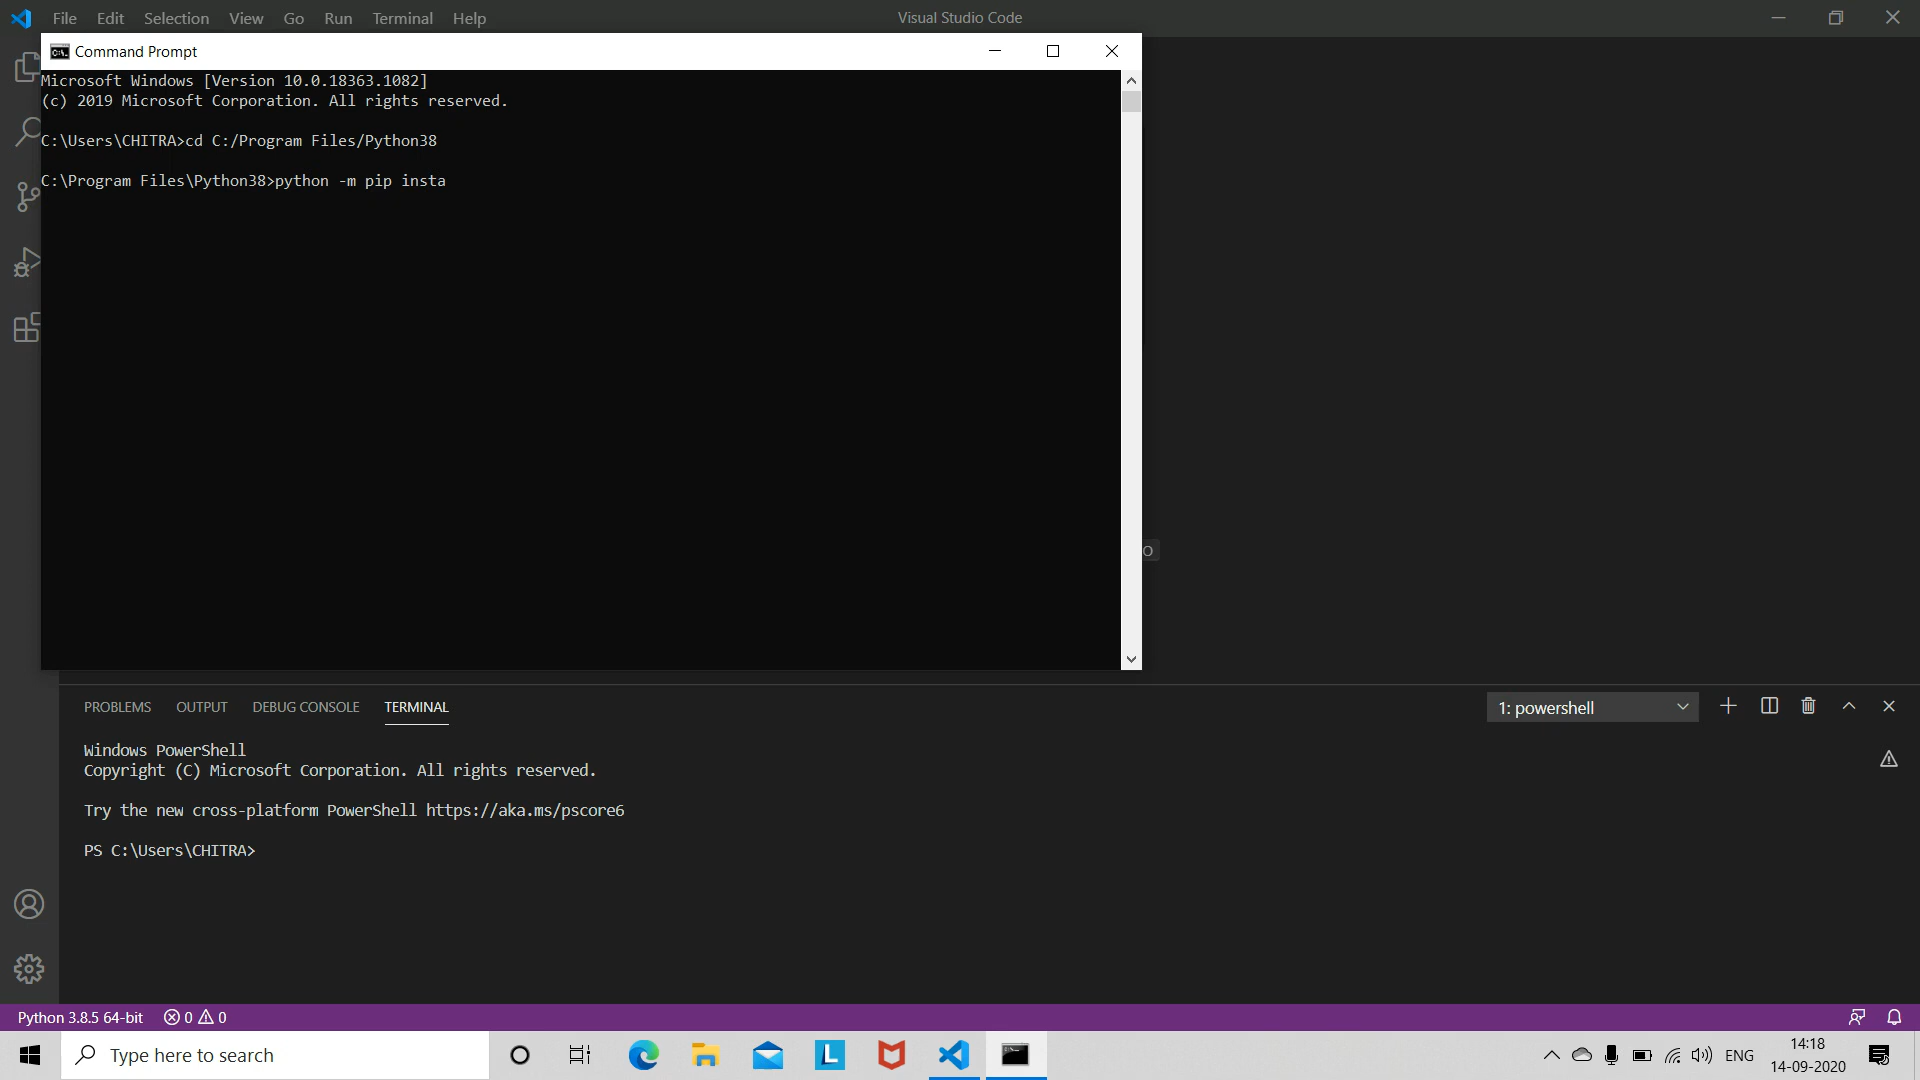 File Edit Selection View Go Run Terminal Help
Visual Studio Code
Command Prompt
Microsoft Windows [Version 10.0.18363.1082]
(c) 2019 Microsoft Corporation. All rights reserved.
C:\Users\CHITRA>cd C:/Program Files/Python38
C:\Program Files\Python38>python -m pip insta
O
PROBLEMS OUTPUT DEBUG CONSOLE TERMINAL
1: powershell
Windows PowerShell
Copyright (C) Microsoft Corporation. All rights reserved.
Try the new cross-platform PowerShell https://aka.ms/pscore6
PS C:\Users\CHITRA>
Python 3.8.5 64-bit 0 0
Type here to search
L
ENG
14:18
14-09-2020